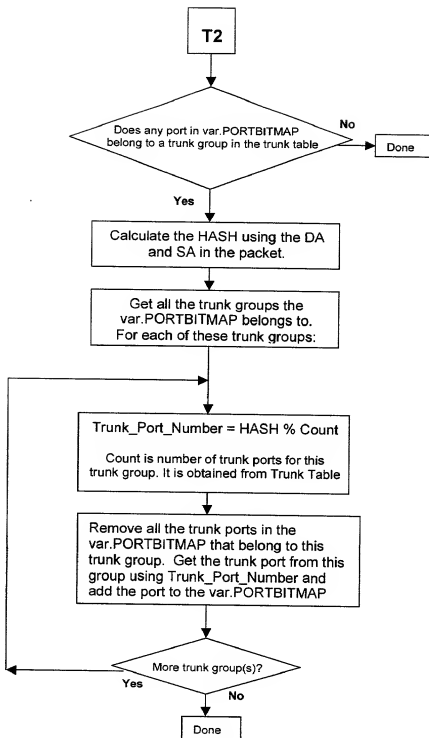 T2
Does any port in var.PORTBITMAP
belong to a trunk group in the trunk table
No
Done
Yes
Calculate the HASH using the DA
and SA in the packet.
Get all the trunk groups the
var.PORTBITMAP belongs to.
For each of these trunk groups:
Trunk_Port_Number = HASH % Count
Count is number of trunk ports for this
trunk group. It is obtained from Trunk Table
Remove all the trunk ports in the
var.PORTBITMAP that belong to this
trunk group. Get the trunk port from this
group using Trunk_Port_Number and
add the port to the var.PORTBITMAP
More trunk group(s)?
Yes
No
Done